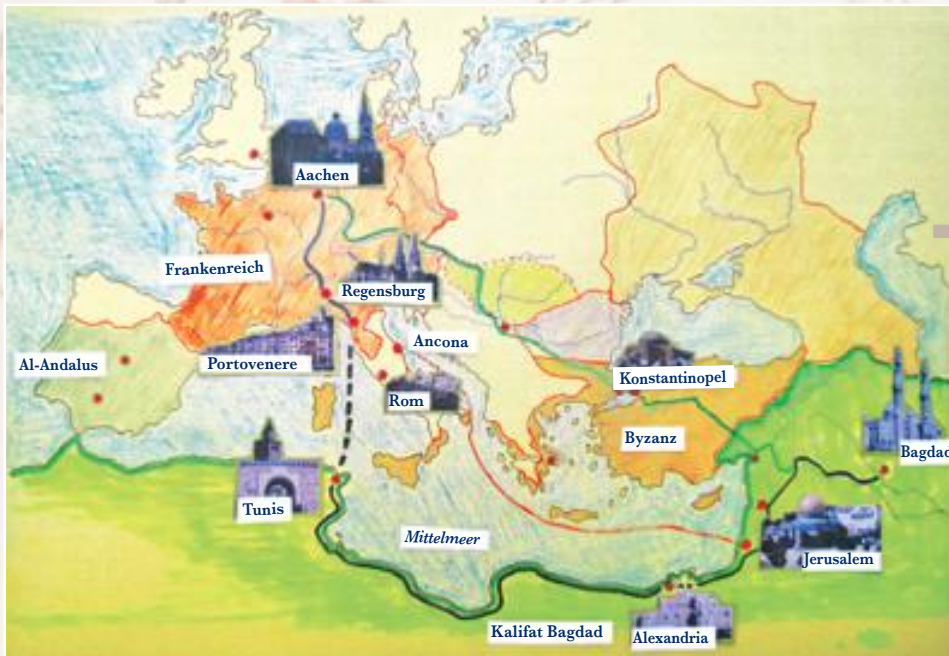 Aachen
Frankenreich
Regensburg
Al-Andalus
Portovenere
Ancona
Rom
Konstantinopel
Byzanz
Bagdad
Tunis
Mittelmeer
Jerusalem
Kalifat Bagdad
Alexandria